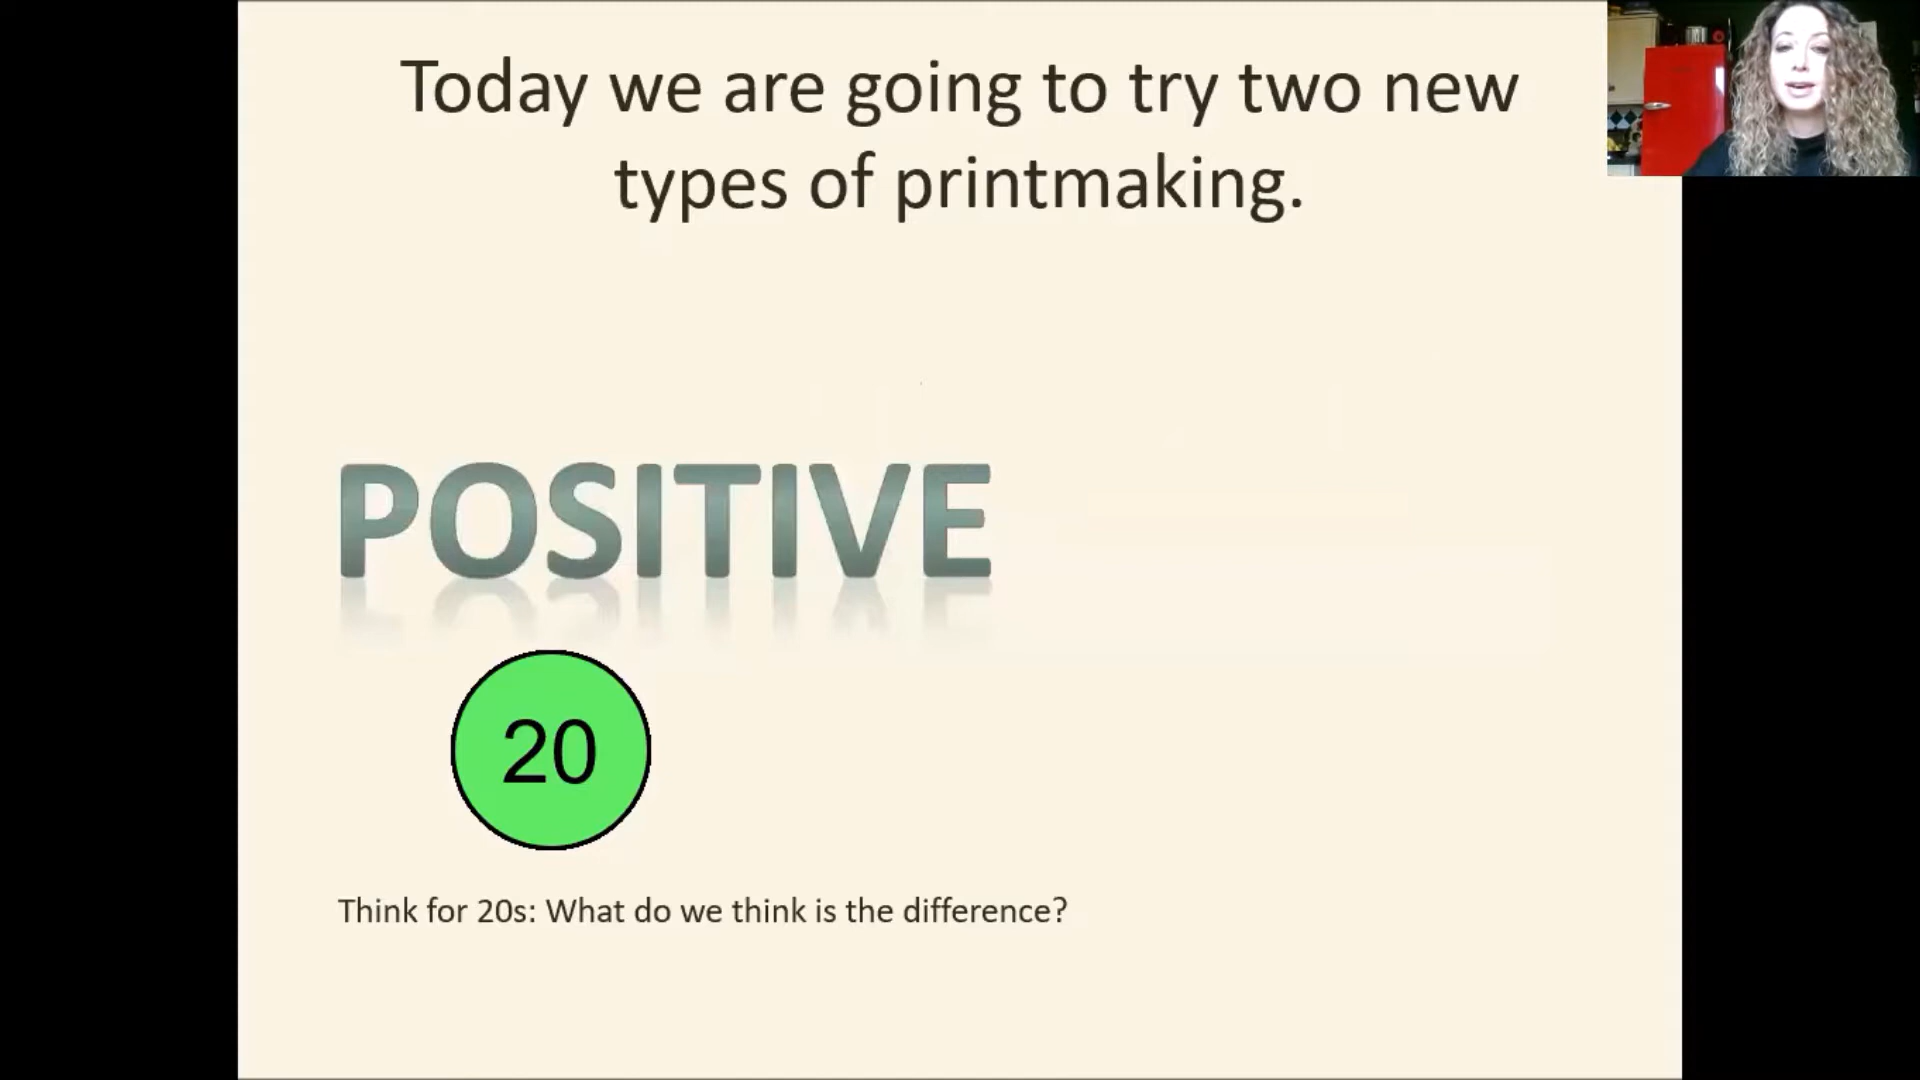 Today we are going to try two new
types of printmaking.
POSITIVE
20
Think for 20s: What do we think is the difference?